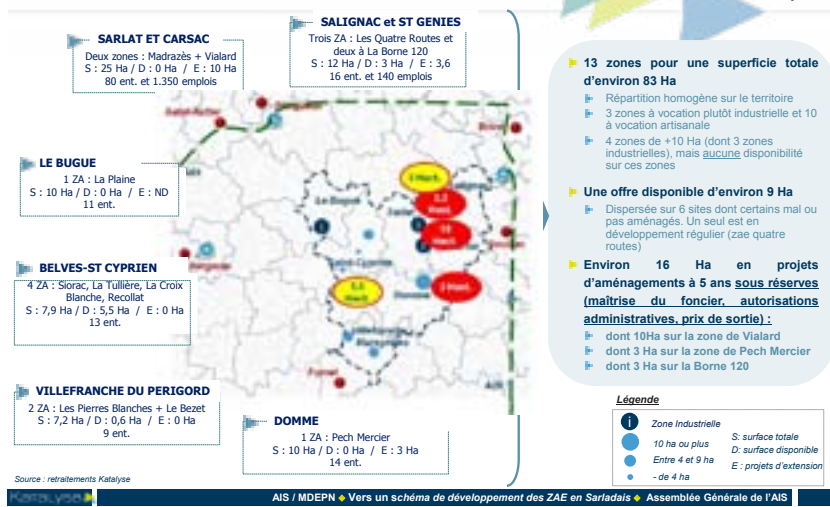 SALIGNAC et ST GENIES
Trois ZA : Les Quatre Routes et
deux à La Borne 120
S : 12 Ha / D : 3 Ha / E : 3,6
16 ent. et 140 emplois
SARLAT ET CARSAC
Deux zones : Madrazès + Vialard
S : 25 Ha / D : 0 Ha / E : 10 Ha
80 ent. et 1.350 emplois
LE BUGUE
1 ZA : La Plaine
S : 10 Ha / D : 0 Ha / E : ND
11 ent.
BELVES-ST CYPRIEN
4 ZA : Siorac, La Tullière, La Croix
Blanche, Recollat
S : 7,9 Ha / D : 5,5 Ha / E : 0 Ha
13 ent.
VILLEFRANCHE DU PERIGORD
2 ZA : Les Pierres Blanches + Le Bezet
S : 7,2 Ha / D : 0,6 Ha / E : 0 Ha
9 ent.
DOMME
1 ZA : Pech Mercier
S : 10 Ha / D : 0 Ha / E : 3 Ha
14 ent.
Le Bugue
Fumel
13 zones pour une superficie totale
d'environ 83 Ha
Répartition homogène sur le territoire
3 zones à vocation plutôt industrielle et 10
à vocation artisanale
4 zones de +10 Ha (dont 3 zones
industrielles), mais aucune disponibilité
sur ces zones
Une offre disponible d'environ 9 Ha
Dispersée sur 6 sites dont certains mal ou
pas aménagés. Un seul est en
développement régulier (zae quatre
routes)
Environ 16 Ha en projets
d'aménagements à 5 ans sous réserves
(maîtrise du foncier, autorisations
administratives, prix de sortie) :
dont 10Ha sur la zone de Vialard
dont 3 Ha sur la zone de Pech Mercier
dont 3 Ha sur la Borne 120
Légende
i Zone Industrielle
10 ha ou plus
Entre 4 et 9 ha
- de 4 ha
S: surface totale
D: surface disponible
E : projets d'extension
Source : retraitements Katalyse
Katalyse
AIS / MDEPN ◆ Vers un schéma de développement des ZAE en Sarladais ◆ Assemblée Générale de l'AIS